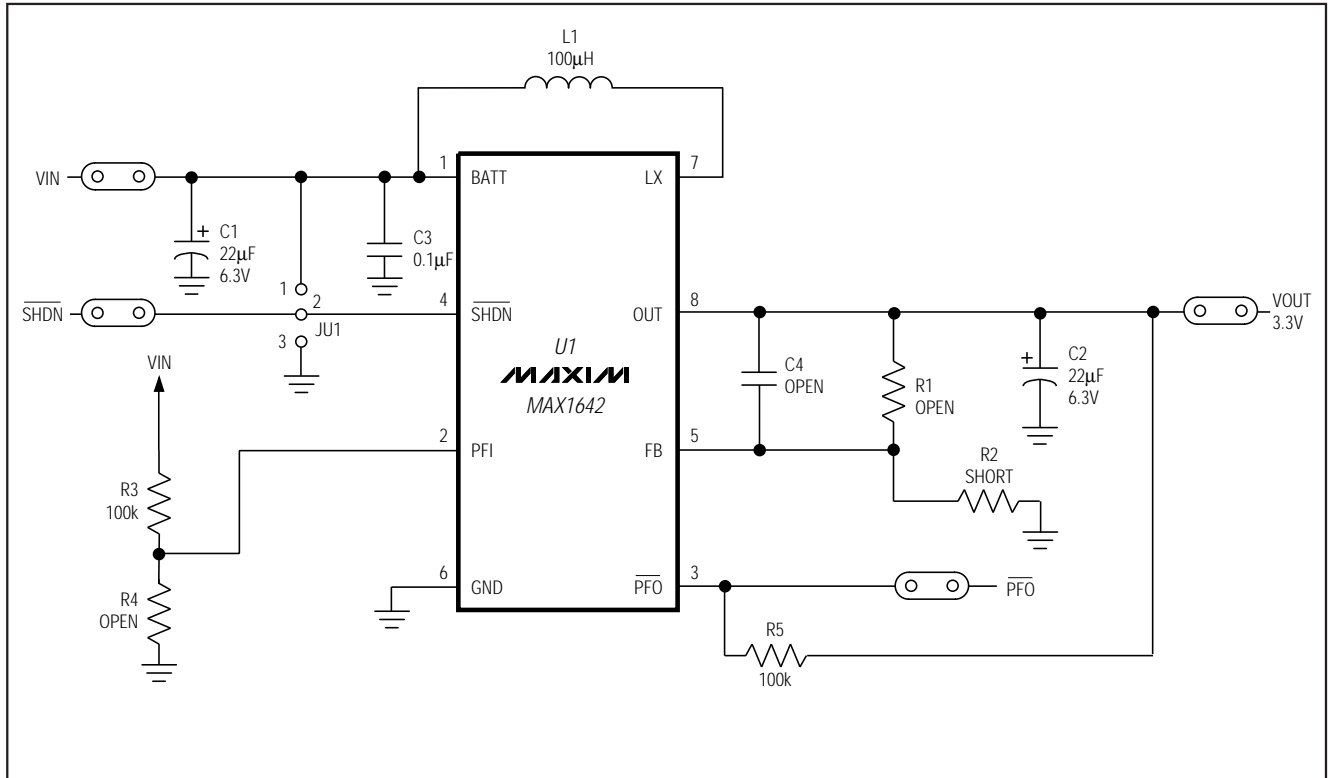 L1
100μH
VIN
1
BATT
LX
7
C1
22μF
6.3V
+
C3
0.1μF
SHDN
1
2
3
JU1
4
SHDN
OUT
8
VOUT
3.3V
U1
MAXIM
MAX1642
C4
OPEN
R1
OPEN
+
C2
22μF
6.3V
VIN
2
PFI
FB
5
R2
SHORT
R3
100k
R4
OPEN
6
GND
PFO
3
PFO
R5
100k